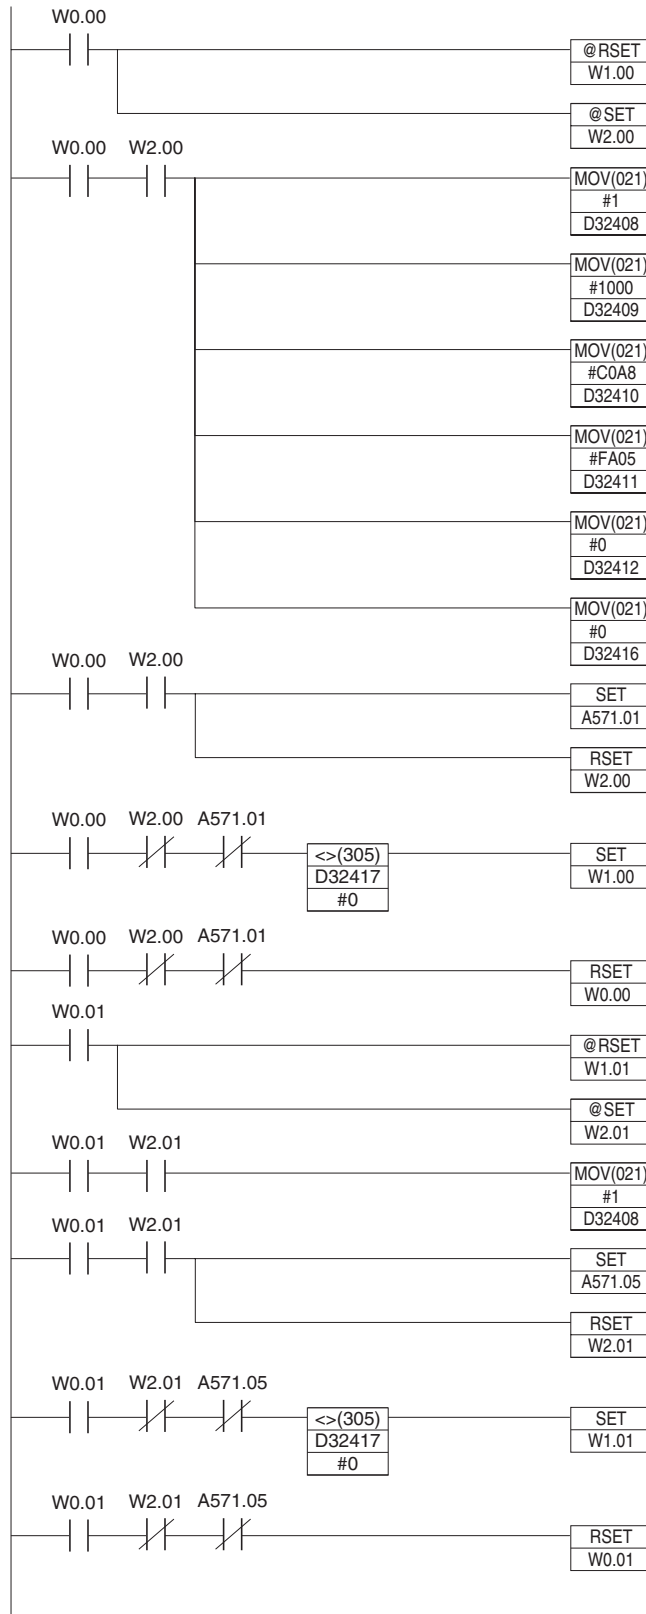 W0.00
@RSET
W1.00
@SET
W2.00
W0.00 W2.00
MOV(021)
#1
D32408
MOV(021)
#1000
D32409
MOV(021)
#C0A8
D32410
MOV(021)
#FA05
D32411
MOV(021)
#0
D32412
MOV(021)
#0
D32416
W0.00 W2.00
SET
A571.01
RSET
W2.00
W0.00 W2.00 A571.01
<>(305)
D32417
#0
SET
W1.00
W0.00 W2.00 A571.01
RSET
W0.00
W0.01
@RSET
W1.01
@SET
W2.01
W0.01 W2.01
MOV(021)
#1
D32408
W0.01 W2.01
SET
A571.05
RSET
W2.01
W0.01 W2.01 A571.05
<>(305)
D32417
#0
SET
W1.01
W0.01 W2.01 A571.05
RSET
W0.01